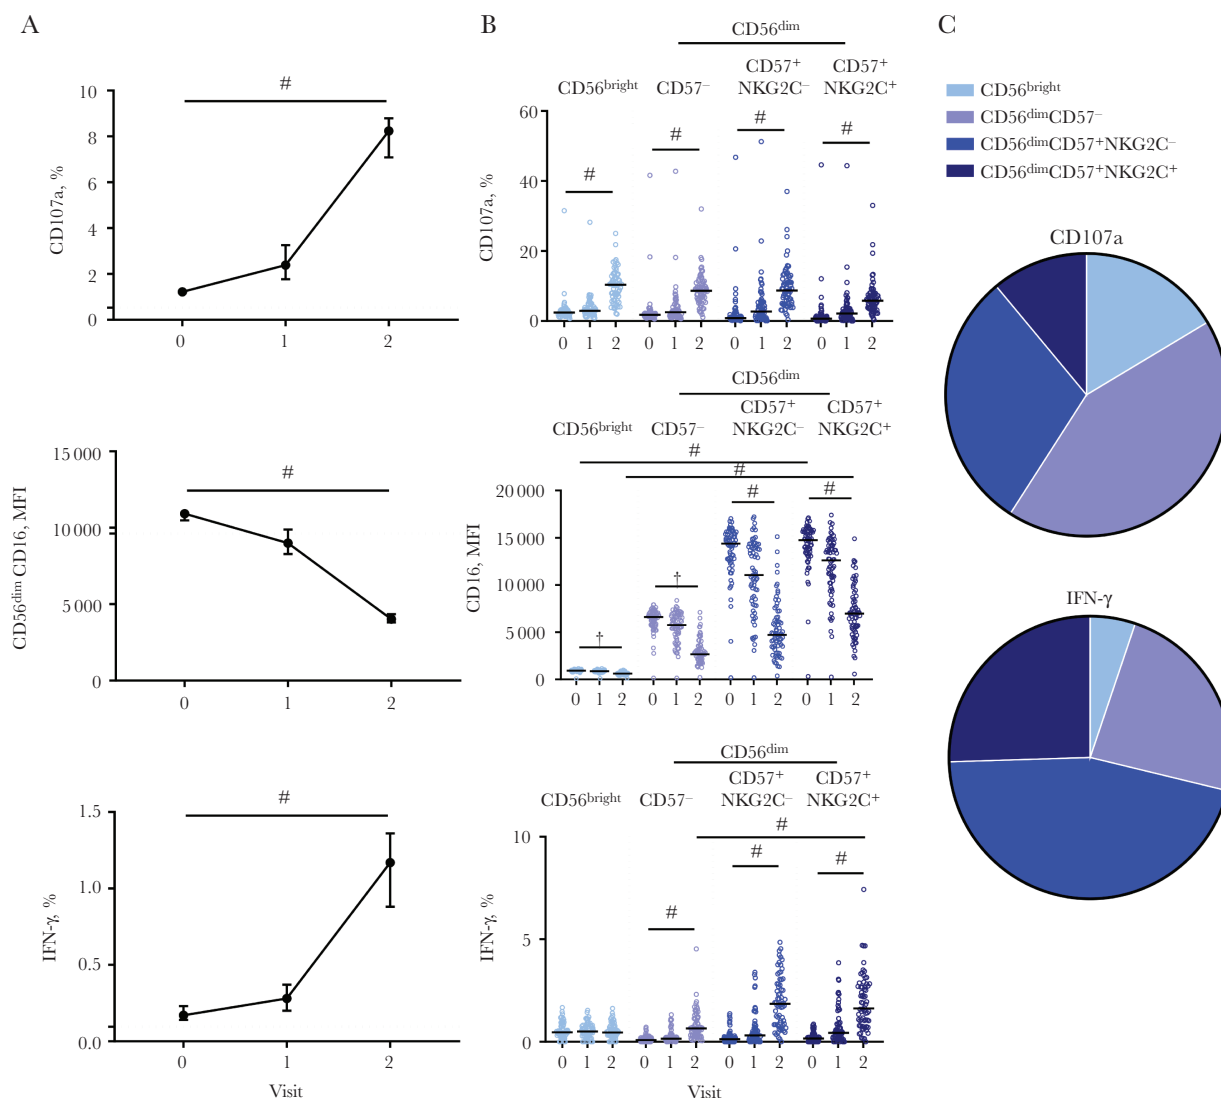 A
B
C
#
10
8
6
4
2
0
CD107a, %
0
1
2
CD56dim
CD56bright
CD57–
CD57+
NKG2C–
CD57+
NKG2C+
60
40
20
0
CD107a, %
#
#
#
#
0 1 2 0 1 2 0 1 2 0 1 2
CD56bright
CD56dimCD57–
CD56dimCD57+NKG2C–
CD56dimCD57+NKG2C+
CD107a
#
15 000
10 000
5 000
0
CD56dim CD16, MFI
0
1
2
CD56dim
CD56bright
CD57–
CD57+
NKG2C–
CD57+
NKG2C+
#
#
20 000
15 000
10 000
5 000
0
CD16, MFI
†
†
#
#
0 1 2 0 1 2 0 1 2 0 1 2
IFN-γ
#
1.5
1.0
0.5
0.0
IFN-γ, %
0
1
2
Visit
CD56dim
CD56bright
CD57–
CD57+
NKG2C–
CD57+
NKG2C+
#
10
5
0
IFN-γ, %
#
#
#
0 1 2 0 1 2 0 1 2 0 1 2
Visit